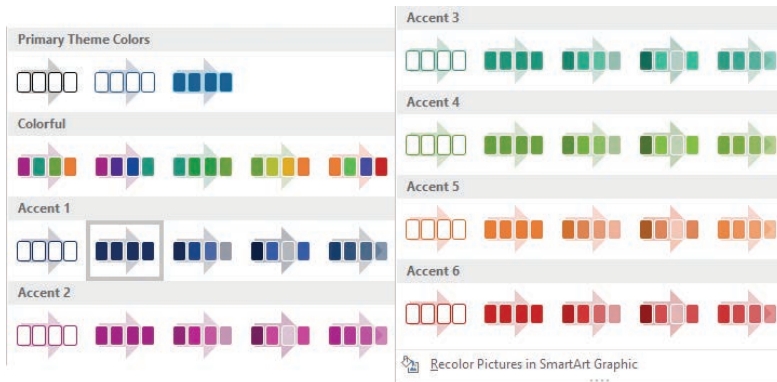 Primary Theme Colors
Colorful
Accent 1
Accent 2
Accent 3
Accent 4
Accent 5
Accent 6
Recolor Pictures in SmartArt Graphic